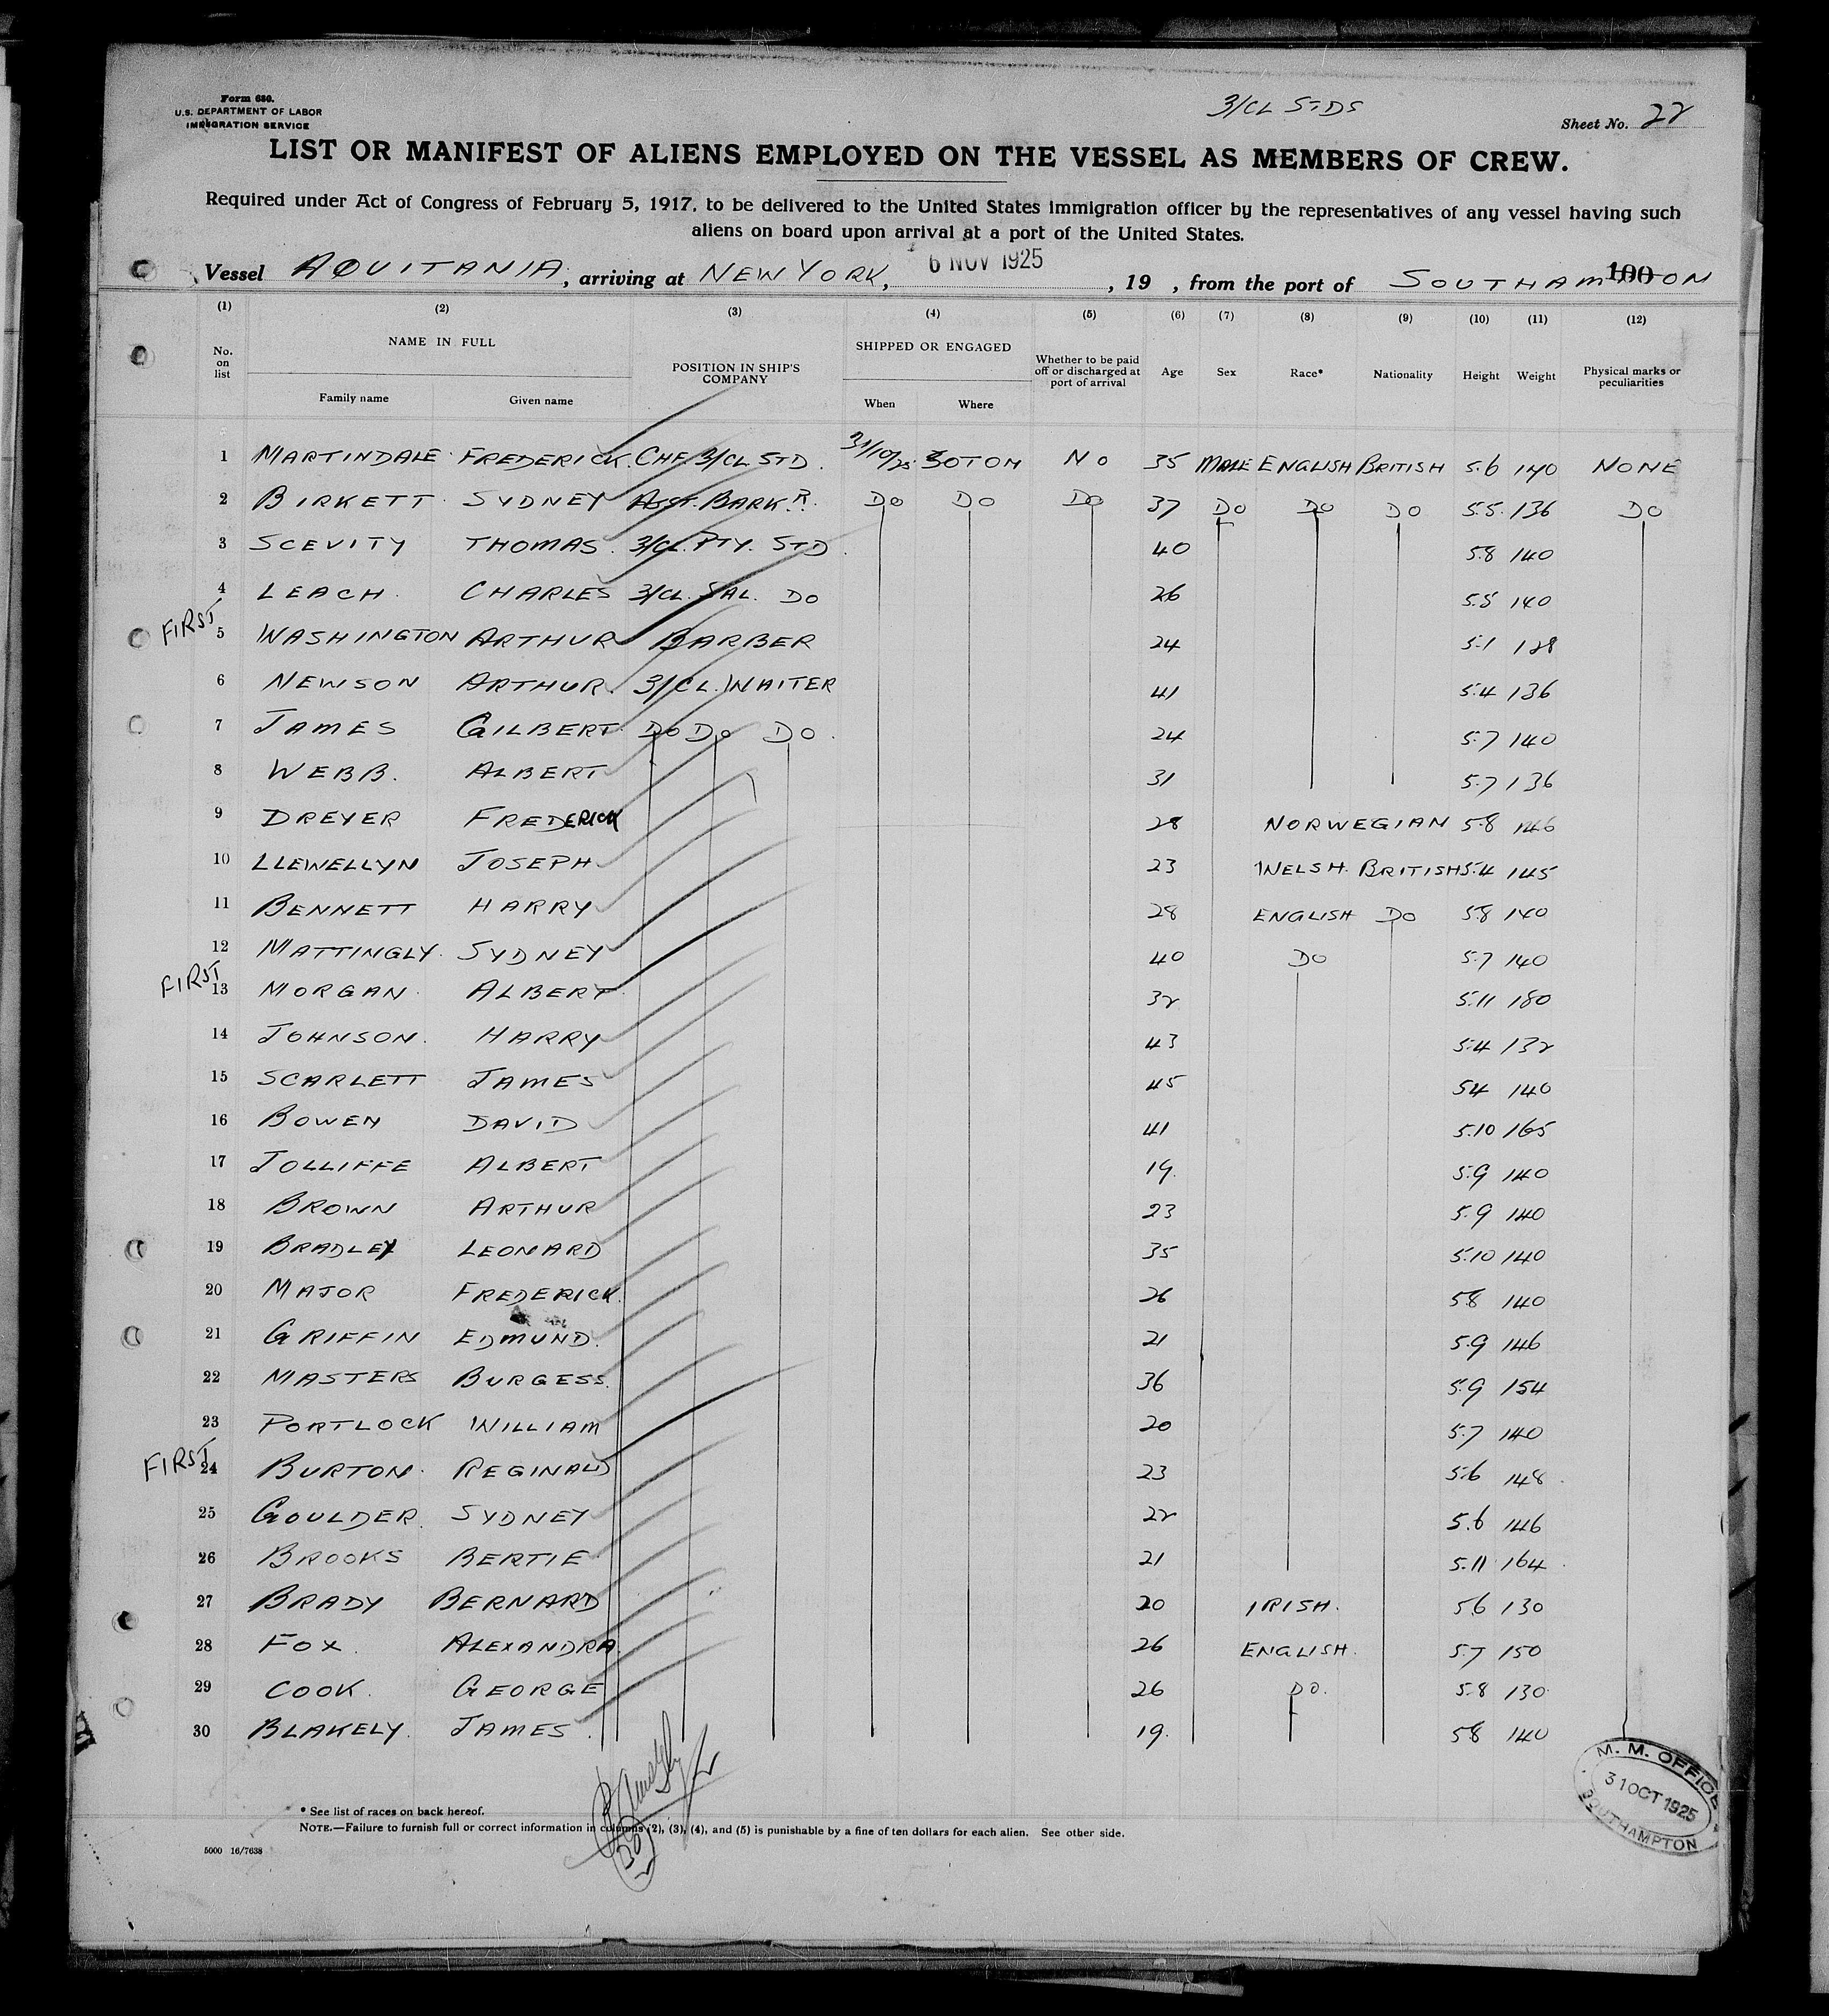 Form 686.
U.S. DEPARTMENT OF LABOR
IMMIGRATION SERVICE
3/CL STDS
Sheet No. 22
LIST OR MANIFEST OF ALIENS EMPLOYED ON THE VESSEL AS MEMBERS OF CREW.
Required under Act of Congress of February 5, 1917, to be delivered to the United States immigration officer by the representatives of any vessel having such
aliens on board upon arrival at a port of the United States.
Vessel AQUITANIA, arriving at NEW YORK, 6 NOV 1925, 19 , from the port of SOUTHAMPTON 190
(1) (2) (3) (4) (5) (6) (7) (8) (9) (10) (11) (12)
No. on list NAME IN FULL POSITION IN SHIP'S COMPANY SHIPPED OR ENGAGED Whether to be paid off or discharged at port of arrival Age Sex Race* Nationality Height Weight Physical marks or peculiarities
Family name Given name When Where
1 MARTINDALE FREDERICK. CHF 3/CL STD. 31/10/25 SOTON NO 35 MALE ENGLISH BRITISH 5.6 140 NONE
2 BIRKETT. SYDNEY ASST. BARK.R. DO DO DO 37 DO DO DO 5.5. 136 DO
3 SCEVITY THOMAS. 3/CL. PTY. STD. 40 5.8 140
4 LEACH. CHARLES 3/CL. SAL. DO 26 5.5 140
FIRST 5 WASHINGTON ARTHUR BARBER 24 5.1 128
6 NEWSON ARTHUR. 3/CL. WAITER 41 5.4 136
7 JAMES GILBERT. DO DO DO. 24 5.7 140
8 WEBB. ALBERT 31 5.7 136
9 DREYER FREDERICK 28 NORWEGIAN 5.8 146
10 LLEWELLYN JOSEPH 23 WELSH. BRITISH 5.4 145
11 BENNETT HARRY 28 ENGLISH DO 5.8 140
12 MATTINGLY. SYDNEY 40 DO 5.7 140
FIRST 13 MORGAN. ALBERT. 32 5.11 180
14 JOHNSON. HARRY 43 5.4 132
15 SCARLETT JAMES 45 5.4 140
16 BOWEN DAVID 41 5.10 165
17 JOLLIFFE ALBERT 19. 5.9 140
18 BROWN ARTHUR 23 5.9 140
19 BRADLEY LEONARD 35 5.10 140
20 MAJOR FREDERICK. 26 5.8 140
21 GRIFFIN EDMUND. 21 5.9 146
22 MASTERS BURGESS. 36 5.9 154
23 PORTLOCK WILLIAM 20 5.7 140
FIRST 24 BURTON. REGINALD 23 5.6 148.
25 GOULDER. SYDNEY 22 5.6 146
26 BROOKS BERTIE. 21 5.11 164.
27 BRADY BERNARD 20 IRISH. 5.6 130
28 FOX. ALEXANDRA. 26 ENGLISH. 5.7 150
29 COOK. GEORGE 26 DO. 5.8 130.
30 BLAKELY. JAMES. 19. 5.8 140
M. M. OFFICE
31 OCT 1925
SOUTHAMPTON
* See list of races on back hereof.
NOTE.—Failure to furnish full or correct information in columns (2), (3), (4), and (5) is punishable by a fine of ten dollars for each alien. See other side.
5000 16/7638